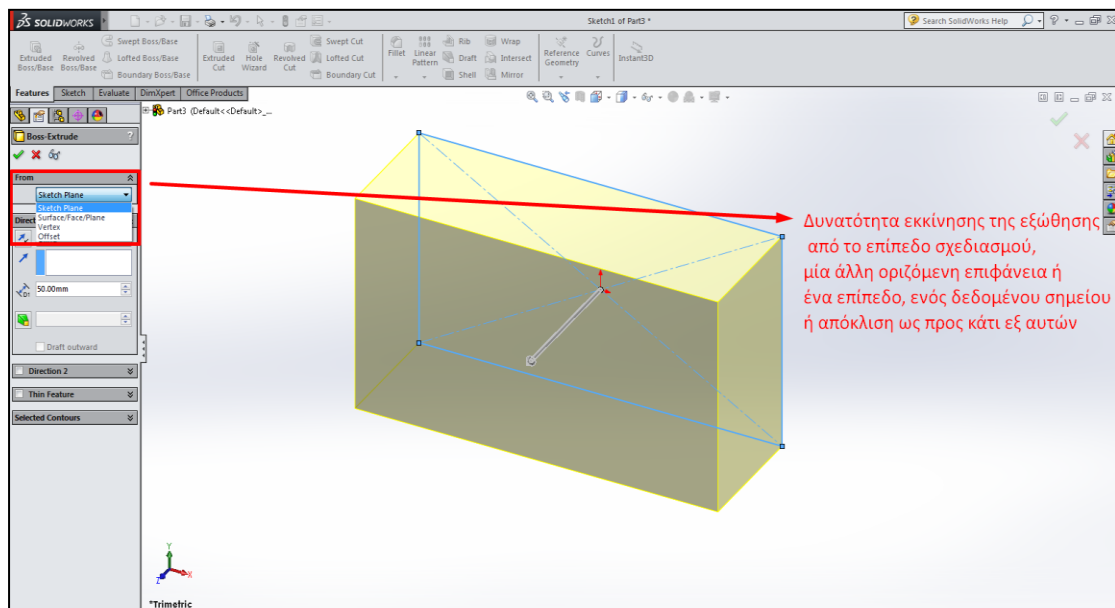 SOLIDWORKS
Sketch1 of Part3 *
Search SolidWorks Help
Extruded Boss/Base
Revolved Boss/Base
Swept Boss/Base
Lofted Boss/Base
Boundary Boss/Base
Extruded Cut
Hole Wizard
Revolved Cut
Swept Cut
Lofted Cut
Boundary Cut
Fillet
Linear Pattern
Rib
Draft
Shell
Wrap
Intersect
Mirror
Reference Geometry
Curves
Instant3D
Features Sketch Evaluate DimXpert Office Products
Part3 (Default<<Default>_...
Boss-Extrude ?
From
Sketch Plane
Sketch Plane
Surface/Face/Plane
Vertex
Offset
Direct
D1
50.00mm
Draft outward
Direction 2
Thin Feature
Selected Contours
Δυνατότητα εκκίνησης της εξώθησης
από το επίπεδο σχεδιασμού,
μία άλλη οριζόμενη επιφάνεια ή
ένα επίπεδο, ενός δεδομένου σημείου
ή απόκλιση ως προς κάτι εξ αυτών
Y
Z
X
*Trimetric